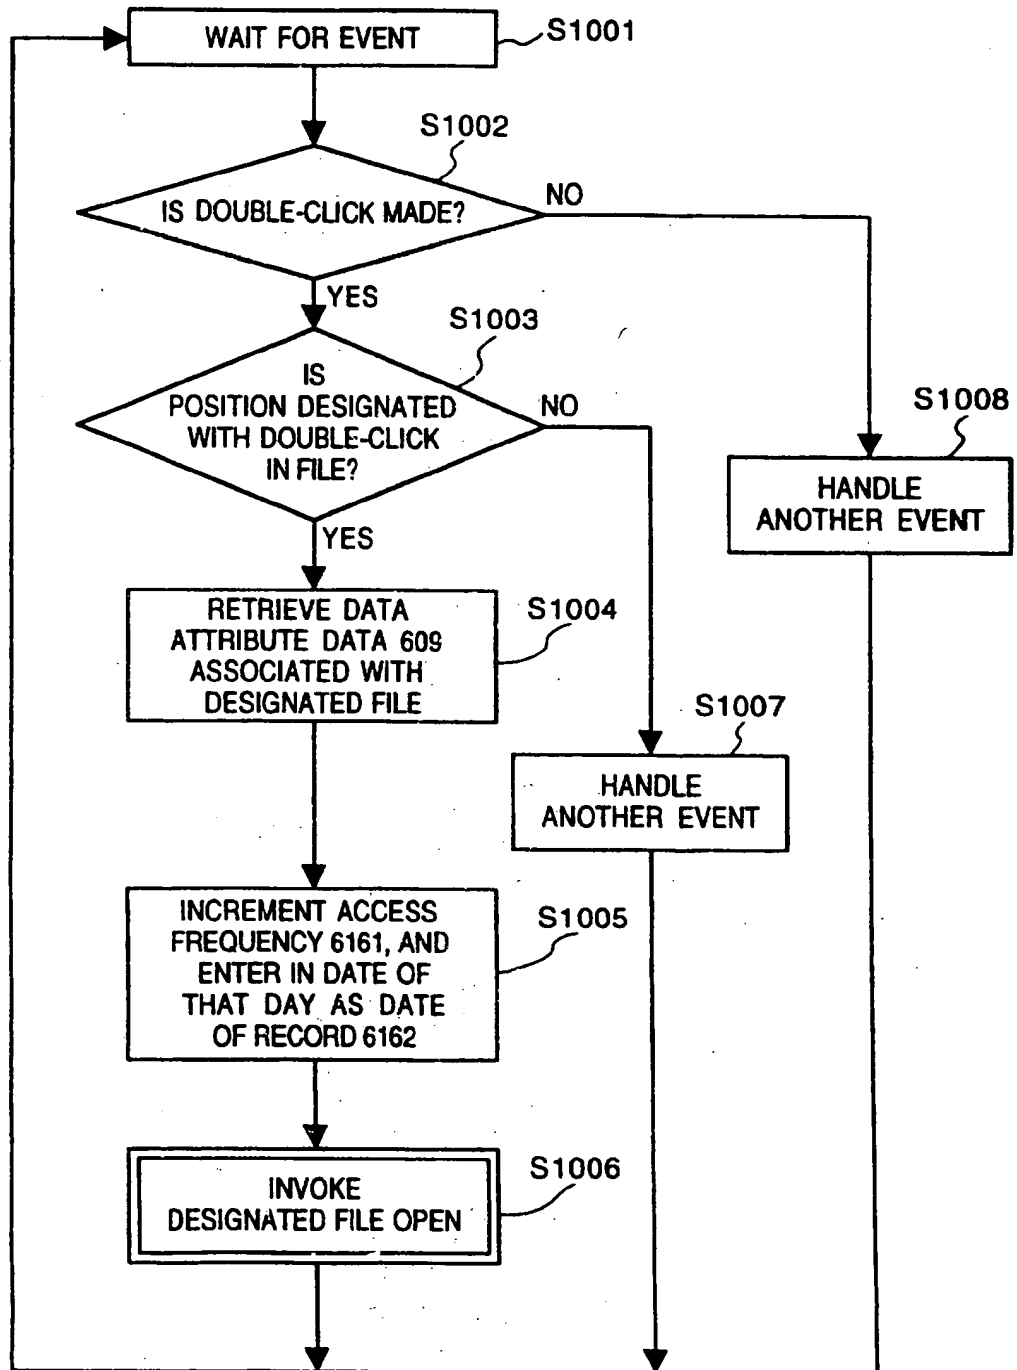 WAIT FOR EVENT
S1001
S1002
IS DOUBLE-CLICK MADE?
NO
YES
S1003
IS
POSITION DESIGNATED
WITH DOUBLE-CLICK
IN FILE?
NO
YES
S1008
HANDLE
ANOTHER EVENT
RETRIEVE DATA
ATTRIBUTE DATA 609
ASSOCIATED WITH
DESIGNATED FILE
S1004
S1007
HANDLE
ANOTHER EVENT
INCREMENT ACCESS
FREQUENCY 6161, AND
ENTER IN DATE OF
THAT DAY AS DATE
OF RECORD 6162
S1005
INVOKE
DESIGNATED FILE OPEN
S1006